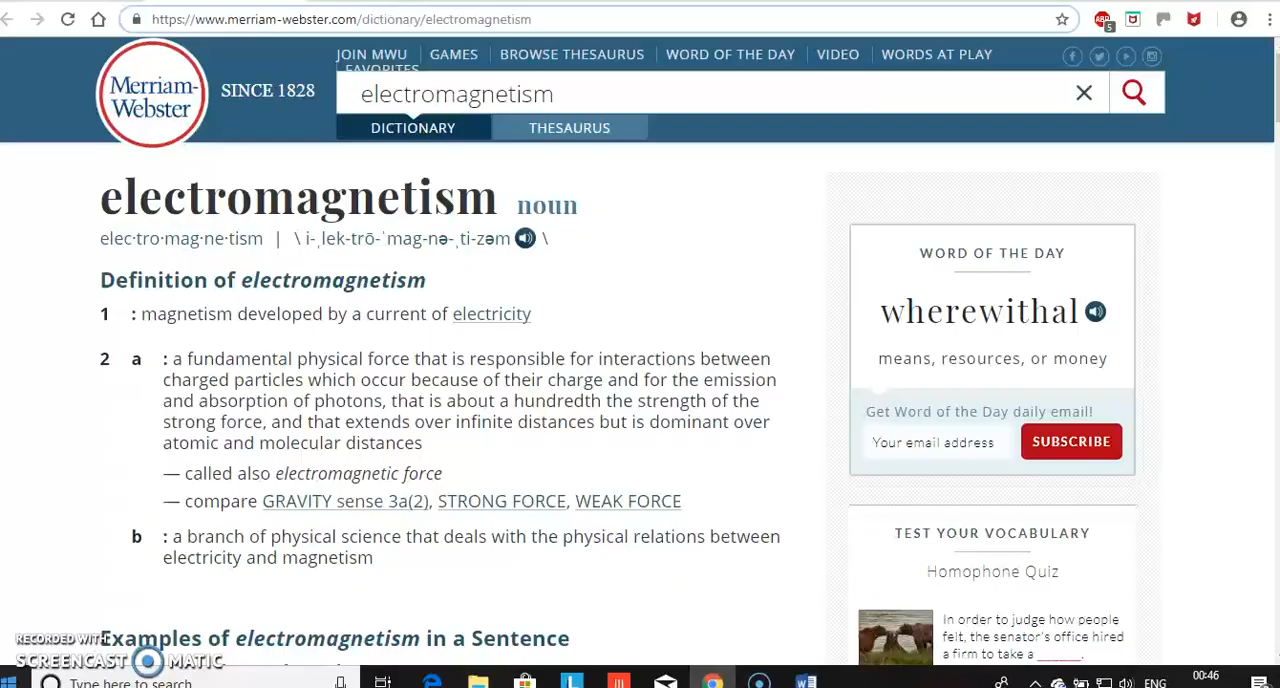 https://www.merriam-webster.com/dictionary/electromagnetism
ABP
5
JOIN MWU
GAMES
BROWSE THESAURUS
WORD OF THE DAY
VIDEO
WORDS AT PLAY
FAVORITES
Merriam-
Webster
SINCE 1828
electromagnetism
DICTIONARY
THESAURUS
electromagnetism noun
elec·tro·mag·ne·tism | \ i-ˌlek-trō-ˈmag-nə-ˌti-zəm \
Definition of electromagnetism
1 : magnetism developed by a current of electricity
2 a : a fundamental physical force that is responsible for interactions between
charged particles which occur because of their charge and for the emission
and absorption of photons, that is about a hundredth the strength of the
strong force, and that extends over infinite distances but is dominant over
atomic and molecular distances
— called also electromagnetic force
— compare GRAVITY sense 3a(2), STRONG FORCE, WEAK FORCE
b : a branch of physical science that deals with the physical relations between
electricity and magnetism
Examples of electromagnetism in a Sentence
WORD OF THE DAY
wherewithal
means, resources, or money
Get Word of the Day daily email!
Your email address
SUBSCRIBE
TEST YOUR VOCABULARY
Homophone Quiz
In order to judge how people
felt, the senator's office hired
a firm to take a ________.
RECORDED WITH
SCREENCAST MATIC
Type here to search
ENG
00:46